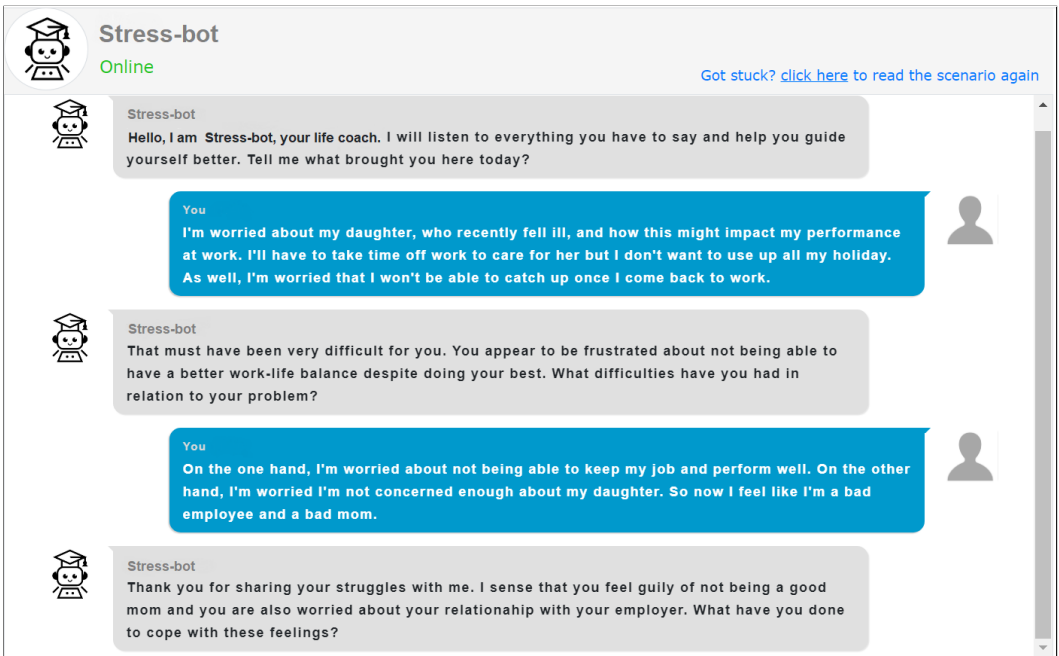 Stress-bot
Online
Got stuck? click here to read the scenario again
Stress-bot
Hello, I am Stress-bot, your life coach. I will listen to everything you have to say and help you guide
yourself better. Tell me what brought you here today?
You
I'm worried about my daughter, who recently fell ill, and how this might impact my performance
at work. I'll have to take time off work to care for her but I don't want to use up all my holiday.
As well, I'm worried that I won't be able to catch up once I come back to work.
Stress-bot
That must have been very difficult for you. You appear to be frustrated about not being able to
have a better work-life balance despite doing your best. What difficulties have you had in
relation to your problem?
You
On the one hand, I'm worried about not being able to keep my job and perform well. On the other
hand, I'm worried I'm not concerned enough about my daughter. So now I feel like I'm a bad
employee and a bad mom.
Stress-bot
Thank you for sharing your struggles with me. I sense that you feel guily of not being a good
mom and you are also worried about your relationahip with your employer. What have you done
to cope with these feelings?